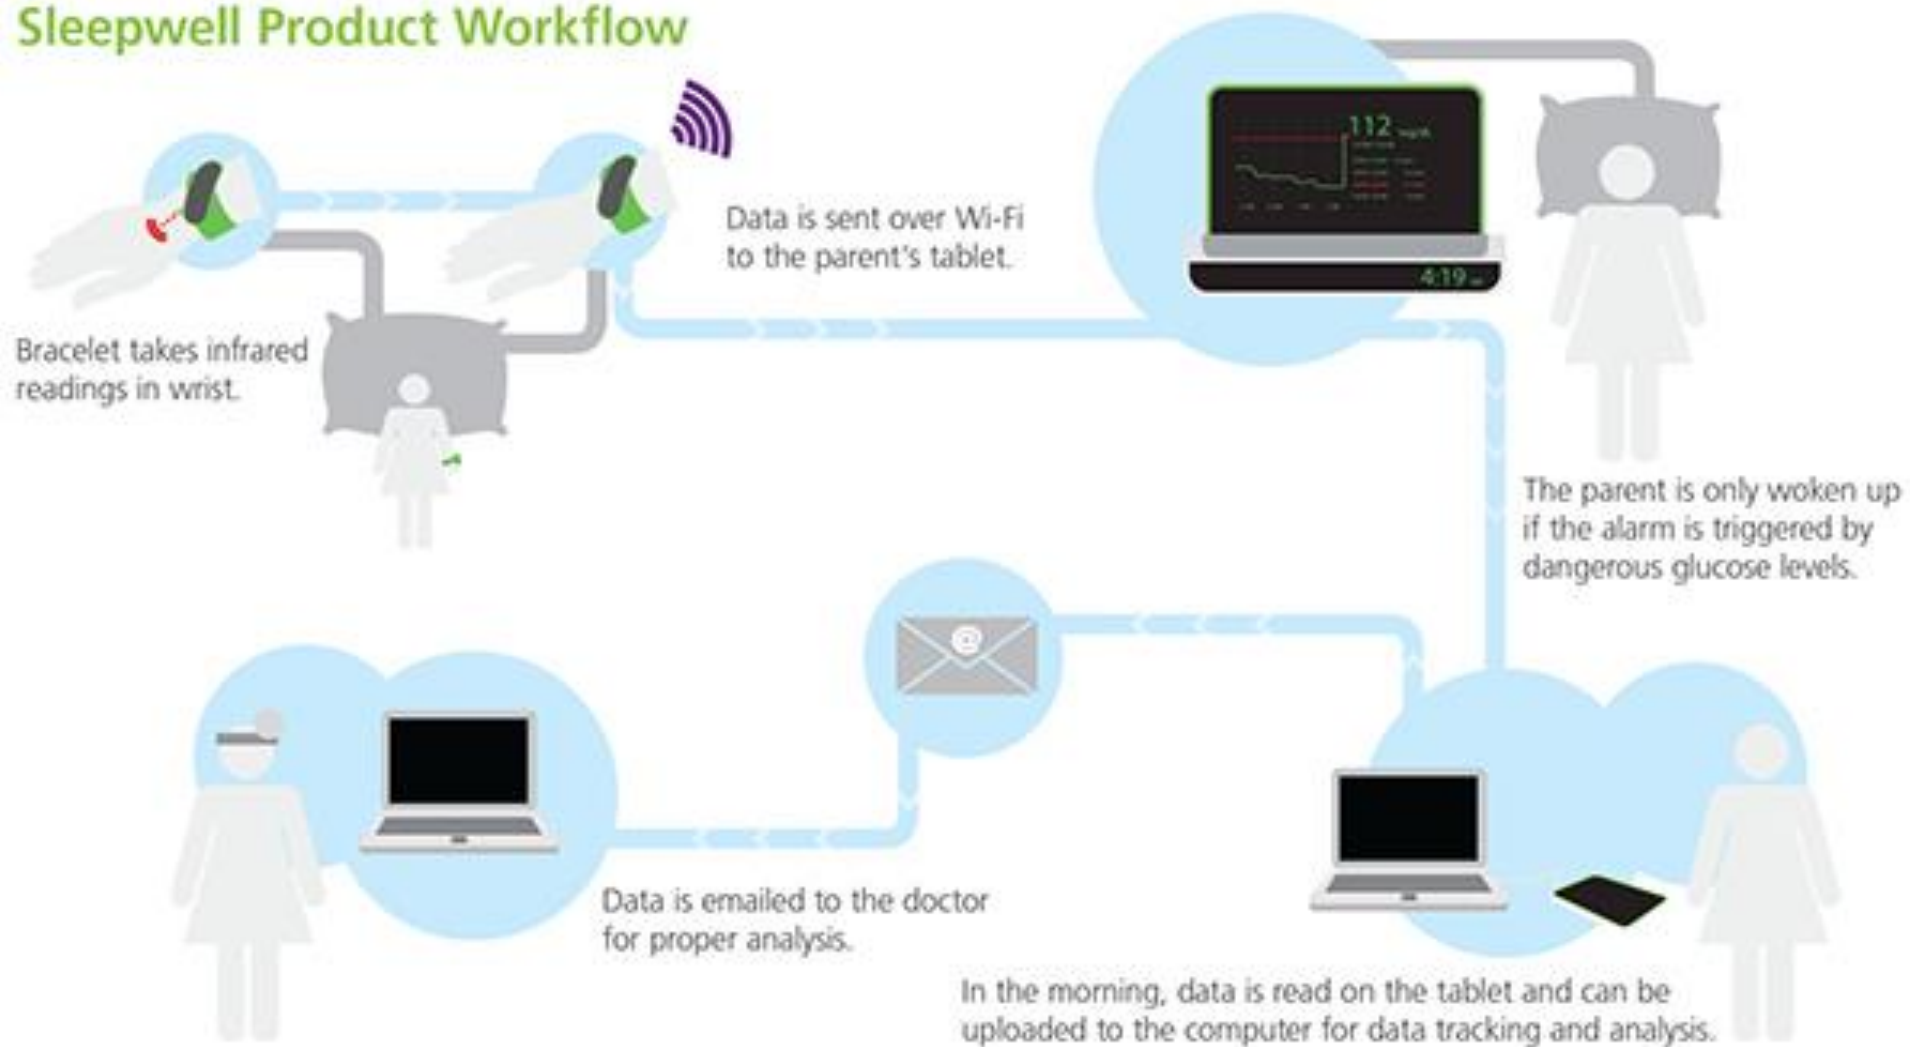 Sleepwell Product Workflow
Data is sent over Wi-Fi
to the parent's tablet.
Bracelet takes infrared
readings in wrist.
112
4:19
The parent is only woken up
if the alarm is triggered by
dangerous glucose levels.
@
Data is emailed to the doctor
for proper analysis.
In the morning, data is read on the tablet and can be
uploaded to the computer for data tracking and analysis.